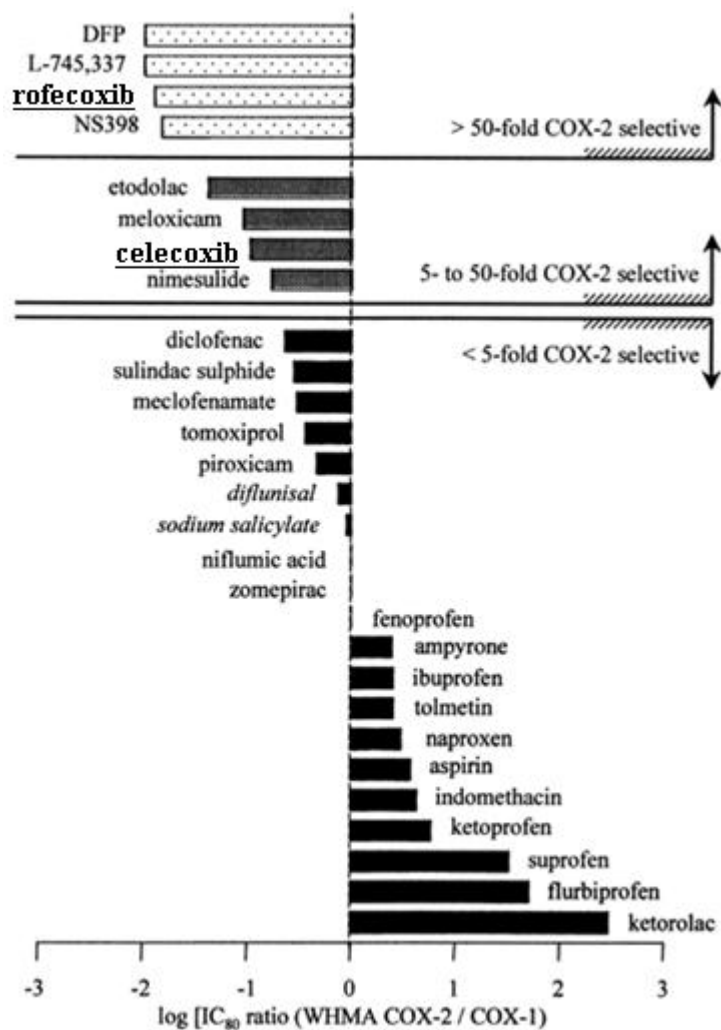 DFP
L-745,337
rofecoxib
NS398
> 50-fold COX-2 selective
etodolac
meloxicam
celecoxib
nimesulide
5- to 50-fold COX-2 selective
diclofenac
< 5-fold COX-2 selective
sulindac sulphide
meclofenamate
tomoxiprol
piroxicam
diflunisal
sodium salicylate
niflumic acid
zomepirac
fenoprofen
ampyrone
ibuprofen
tolmetin
naproxen
aspirin
indomethacin
ketoprofen
suprofen
flurbiprofen
ketorolac
-3 -2 -1 0 1 2 3
log [IC80 ratio (WHMA COX-2 / COX-1)